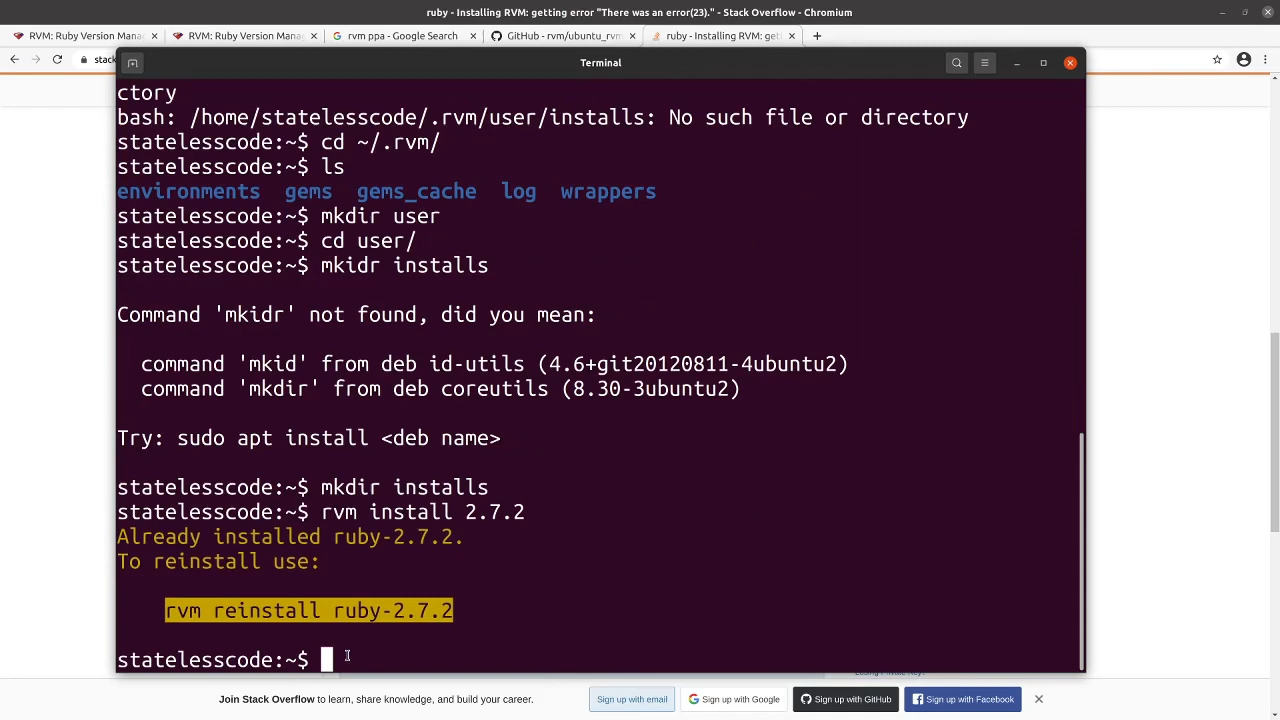 ruby - Installing RVM: getting error "There was an error(23)." - Stack Overflow - Chromium
RVM: Ruby Version Mana
RVM: Ruby Version Mana
rvm ppa - Google Search
GitHub - rvm/ubuntu_rvm
ruby - Installing RVM: get
stack
Terminal
ctory
bash: /home/statelesscode/.rvm/user/installs: No such file or directory
statelesscode:~$ cd ~/.rvm/
statelesscode:~$ ls
environments gems gems_cache log wrappers
statelesscode:~$ mkdir user
statelesscode:~$ cd user/
statelesscode:~$ mkidr installs
Command 'mkidr' not found, did you mean:
command 'mkid' from deb id-utils (4.6+git20120811-4ubuntu2)
command 'mkdir' from deb coreutils (8.30-3ubuntu2)
Try: sudo apt install <deb name>
statelesscode:~$ mkdir installs
statelesscode:~$ rvm install 2.7.2
Already installed ruby-2.7.2.
To reinstall use:
rvm reinstall ruby-2.7.2
statelesscode:~$
Join Stack Overflow to learn, share knowledge, and build your career.
Sign up with email
Sign up with Google
Sign up with GitHub
Sign up with Facebook